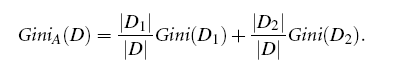 Gini_A(D) = |D_1|/|D| Gini(D_1) + |D_2|/|D| Gini(D_2).